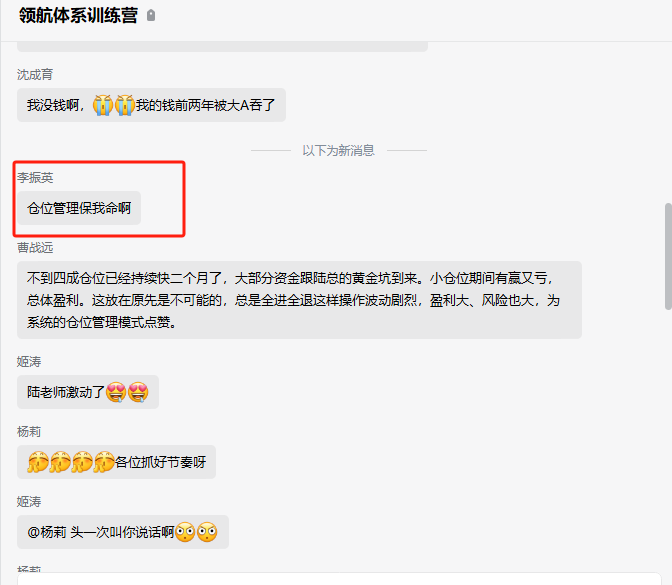 领航体系训练营
沈成育
我没钱啊，😭😭我的钱前两年被大A吞了
以下为新消息
李振英
仓位管理保我命啊
曹战远
不到四成仓位已经持续快二个月了，大部分资金跟陆总的黄金坑到来。小仓位期间有赢又亏，
总体盈利。这放在原先是不可能的，总是全进全退这样操作波动剧烈，盈利大、风险也大，为
系统的仓位管理模式点赞。
姬涛
陆老师激动了😍😍
杨莉
各位抓好节奏呀
姬涛
@杨莉 头一次叫你说话啊😳😳
杨莉